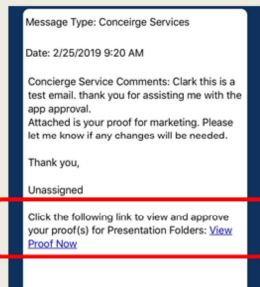 Message Type: Conceirge Services
Date: 2/25/2019 9:20 AM
Concierge Service Comments: Clark this is a
test email. thank you for assisting me with the
app approval.
Attached is your proof for marketing. Please
let me know if any changes will be needed.
Thank you,
Unassigned
Click the following link to view and approve
your proof(s) for Presentation Folders: View
Proof Now